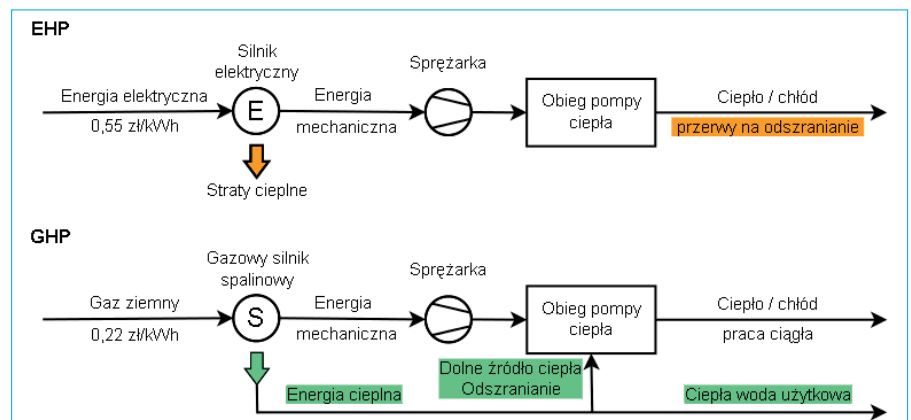 EHP
Silnik
elektryczny
Sprężarka
Energia elektryczna
0,55 zł/kWh
E
Energia
mechaniczna
Obieg pompy
ciepła
Ciepło / chłód
przerwy na odszranianie
Straty cieplne
GHP
Gazowy silnik
spalinowy
Sprężarka
Gaz ziemny
0,22 zł/kWh
S
Energia
mechaniczna
Obieg pompy
ciepła
Ciepło / chłód
praca ciągła
Dolne źródło ciepła
Odszranianie
Energia cieplna
Ciepła woda użytkowa